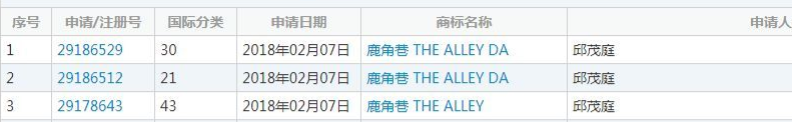 序号 申请/注册号 国际分类 申请日期 商标名称 申请人
1 29186529 30 2018年02月07日 鹿角巷 THE ALLEY DA 邱茂庭
2 29186512 21 2018年02月07日 鹿角巷 THE ALLEY DA 邱茂庭
3 29178643 43 2018年02月07日 鹿角巷 THE ALLEY 邱茂庭